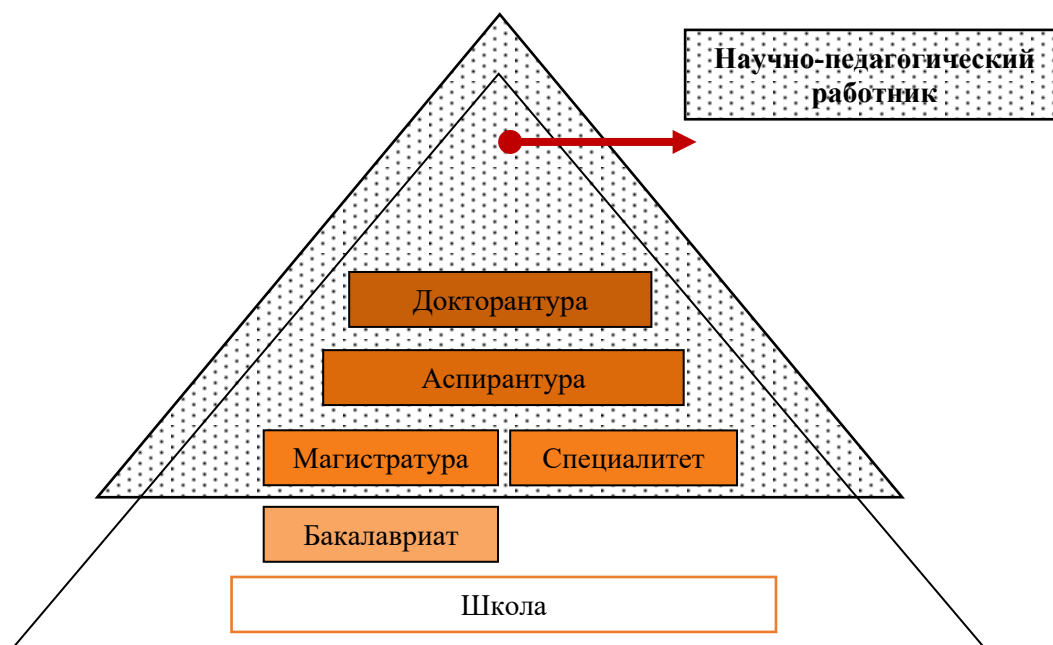 Научно-педагогический
работник
Докторантура
Аспирантура
Магистратура
Специалитет
Бакалавриат
Школа